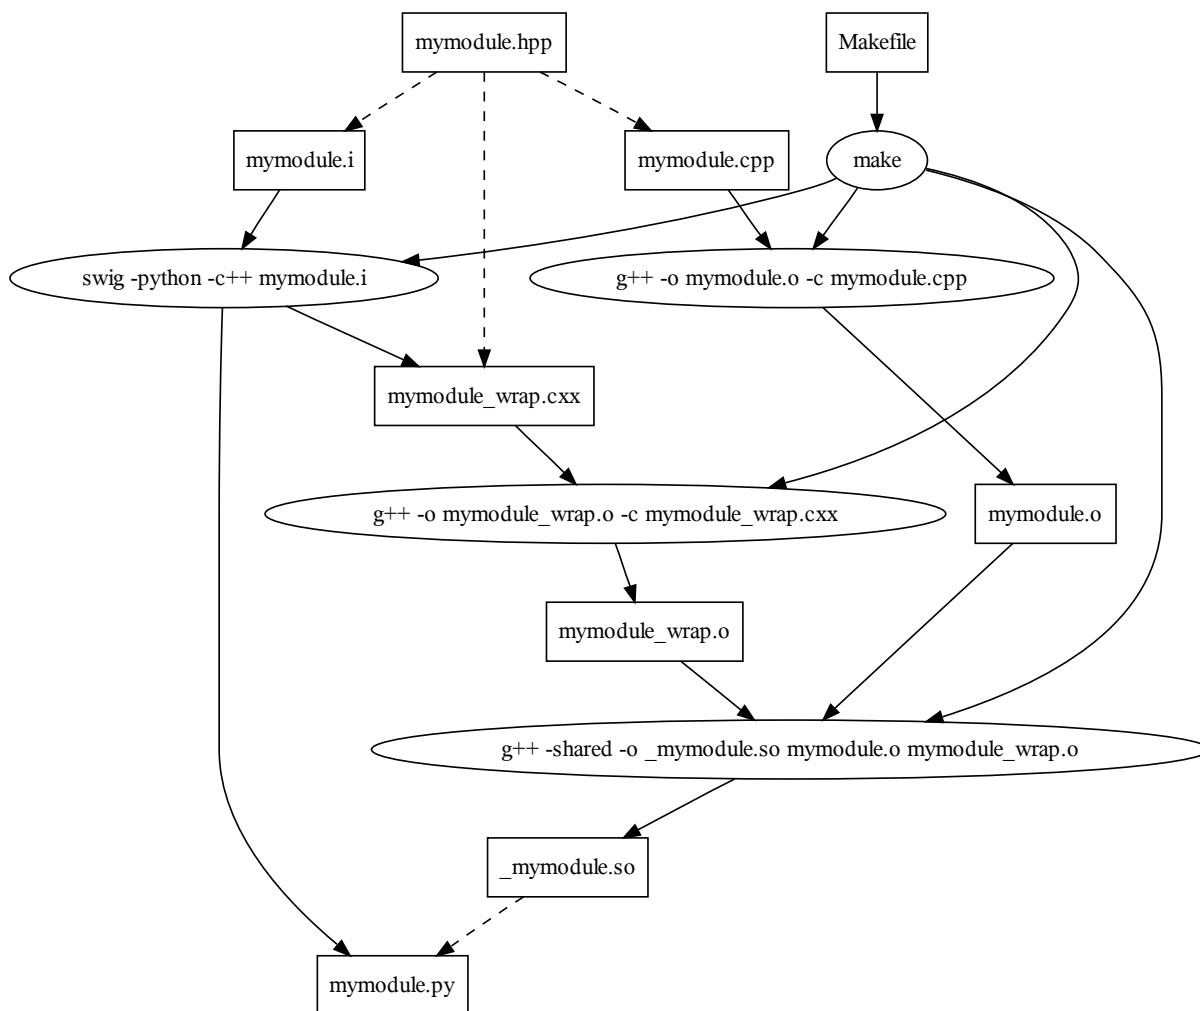 mymodule.hpp
Makefile
mymodule.i
mymodule.cpp
make
swig -python -c++ mymodule.i
g++ -o mymodule.o -c mymodule.cpp
mymodule_wrap.cxx
g++ -o mymodule_wrap.o -c mymodule_wrap.cxx
mymodule.o
mymodule_wrap.o
g++ -shared -o _mymodule.so mymodule.o mymodule_wrap.o
_mymodule.so
mymodule.py